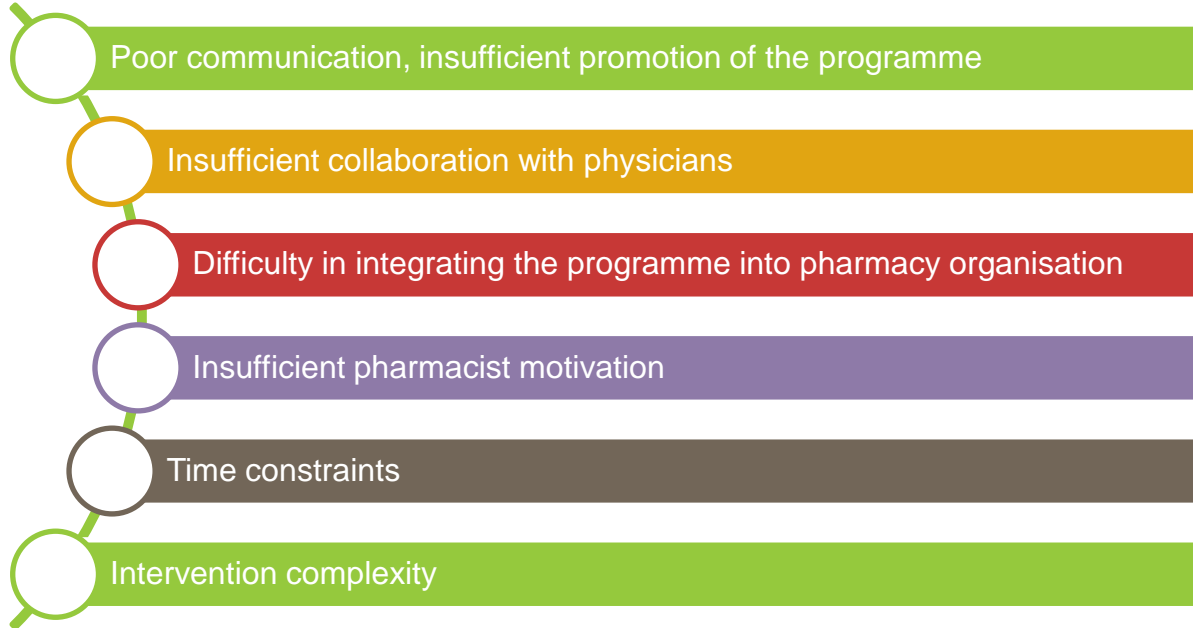 Poor communication, insufficient promotion of the programme
Insufficient collaboration with physicians
Difficulty in integrating the programme into pharmacy organisation
Insufficient pharmacist motivation
Time constraints
Intervention complexity